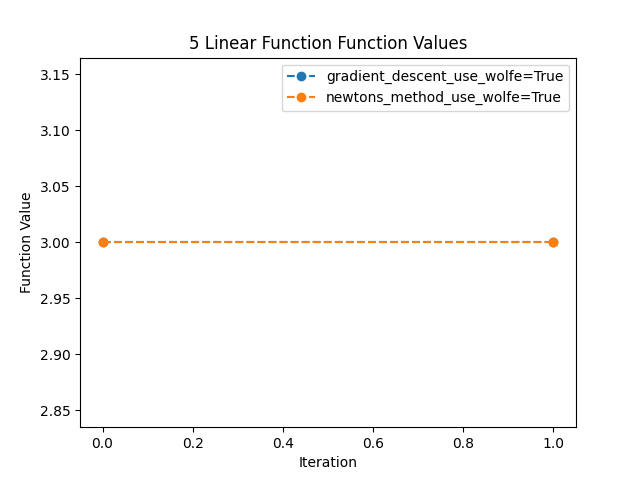 5 Linear Function Function Values
gradient_descent_use_wolfe=True
newtons_method_use_wolfe=True
3.15
3.10
3.05
3.00
2.95
2.90
2.85
Function Value
0.0 0.2 0.4 0.6 0.8 1.0
Iteration